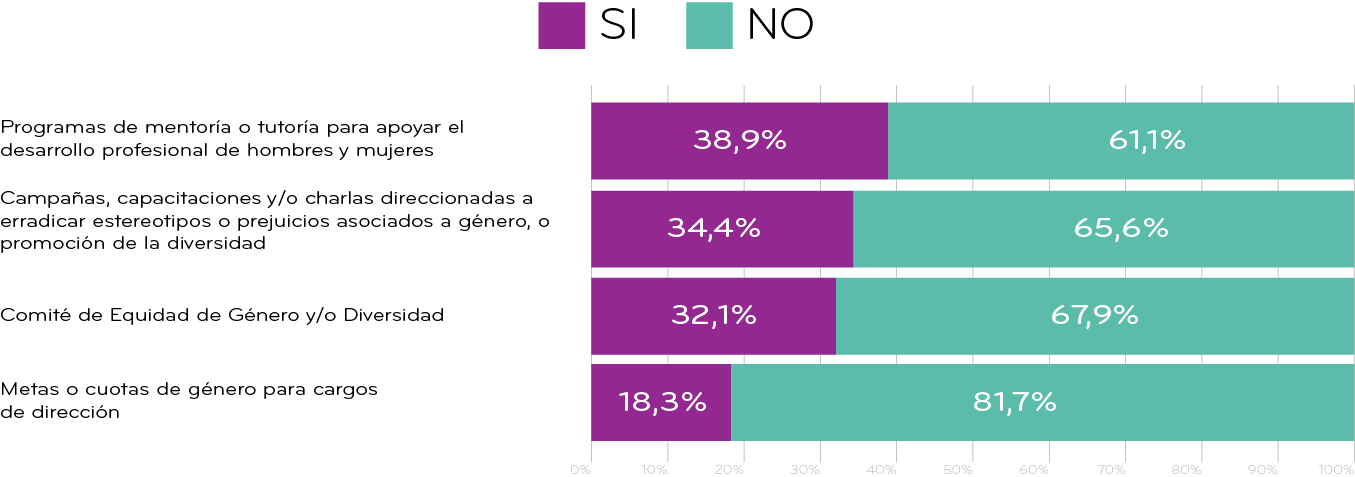 SI NO
Programas de mentoría o tutoría para apoyar el
desarrollo profesional de hombres y mujeres
38,9% 61,1%
Campañas, capacitaciones y/o charlas direccionadas a
erradicar estereotipos o prejuicios asociados a género, o
promoción de la diversidad
34,4% 65,6%
Comité de Equidad de Género y/o Diversidad
32,1% 67,9%
Metas o cuotas de género para cargos
de dirección
18,3% 81,7%
0% 10% 20% 30% 40% 50% 60% 70% 80% 90% 100%